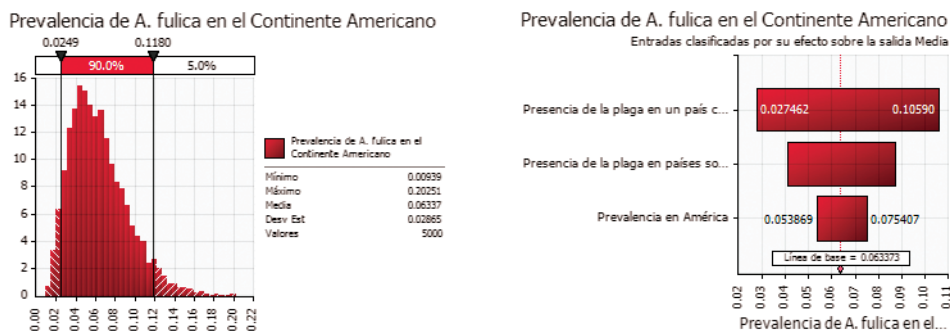 Prevalencia de A. fulica en el Continente Americano
0.0249 0.1180
90.0% 5.0%
16
14
12
10
8
6
4
2
0
0.00 0.02 0.04 0.06 0.08 0.10 0.12 0.14 0.16 0.18 0.20 0.22
Prevalencia de A. fulica en el
Continente Americano
Mínimo 0.00939
Máximo 0.20251
Media 0.06337
Desv Est 0.02865
Valores 5000
Prevalencia de A. fulica en el Continente Americano
Entradas clasificadas por su efecto sobre la salida Media
Presencia de la plaga en un país c... 0.027462 0.10590
Presencia de la plaga en países so...
Prevalencia en América 0.053869 0.075407
Línea de base = 0.063373
0.02 0.03 0.04 0.05 0.06 0.07 0.08 0.09 0.10 0.11
Prevalencia de A. fulica en el...